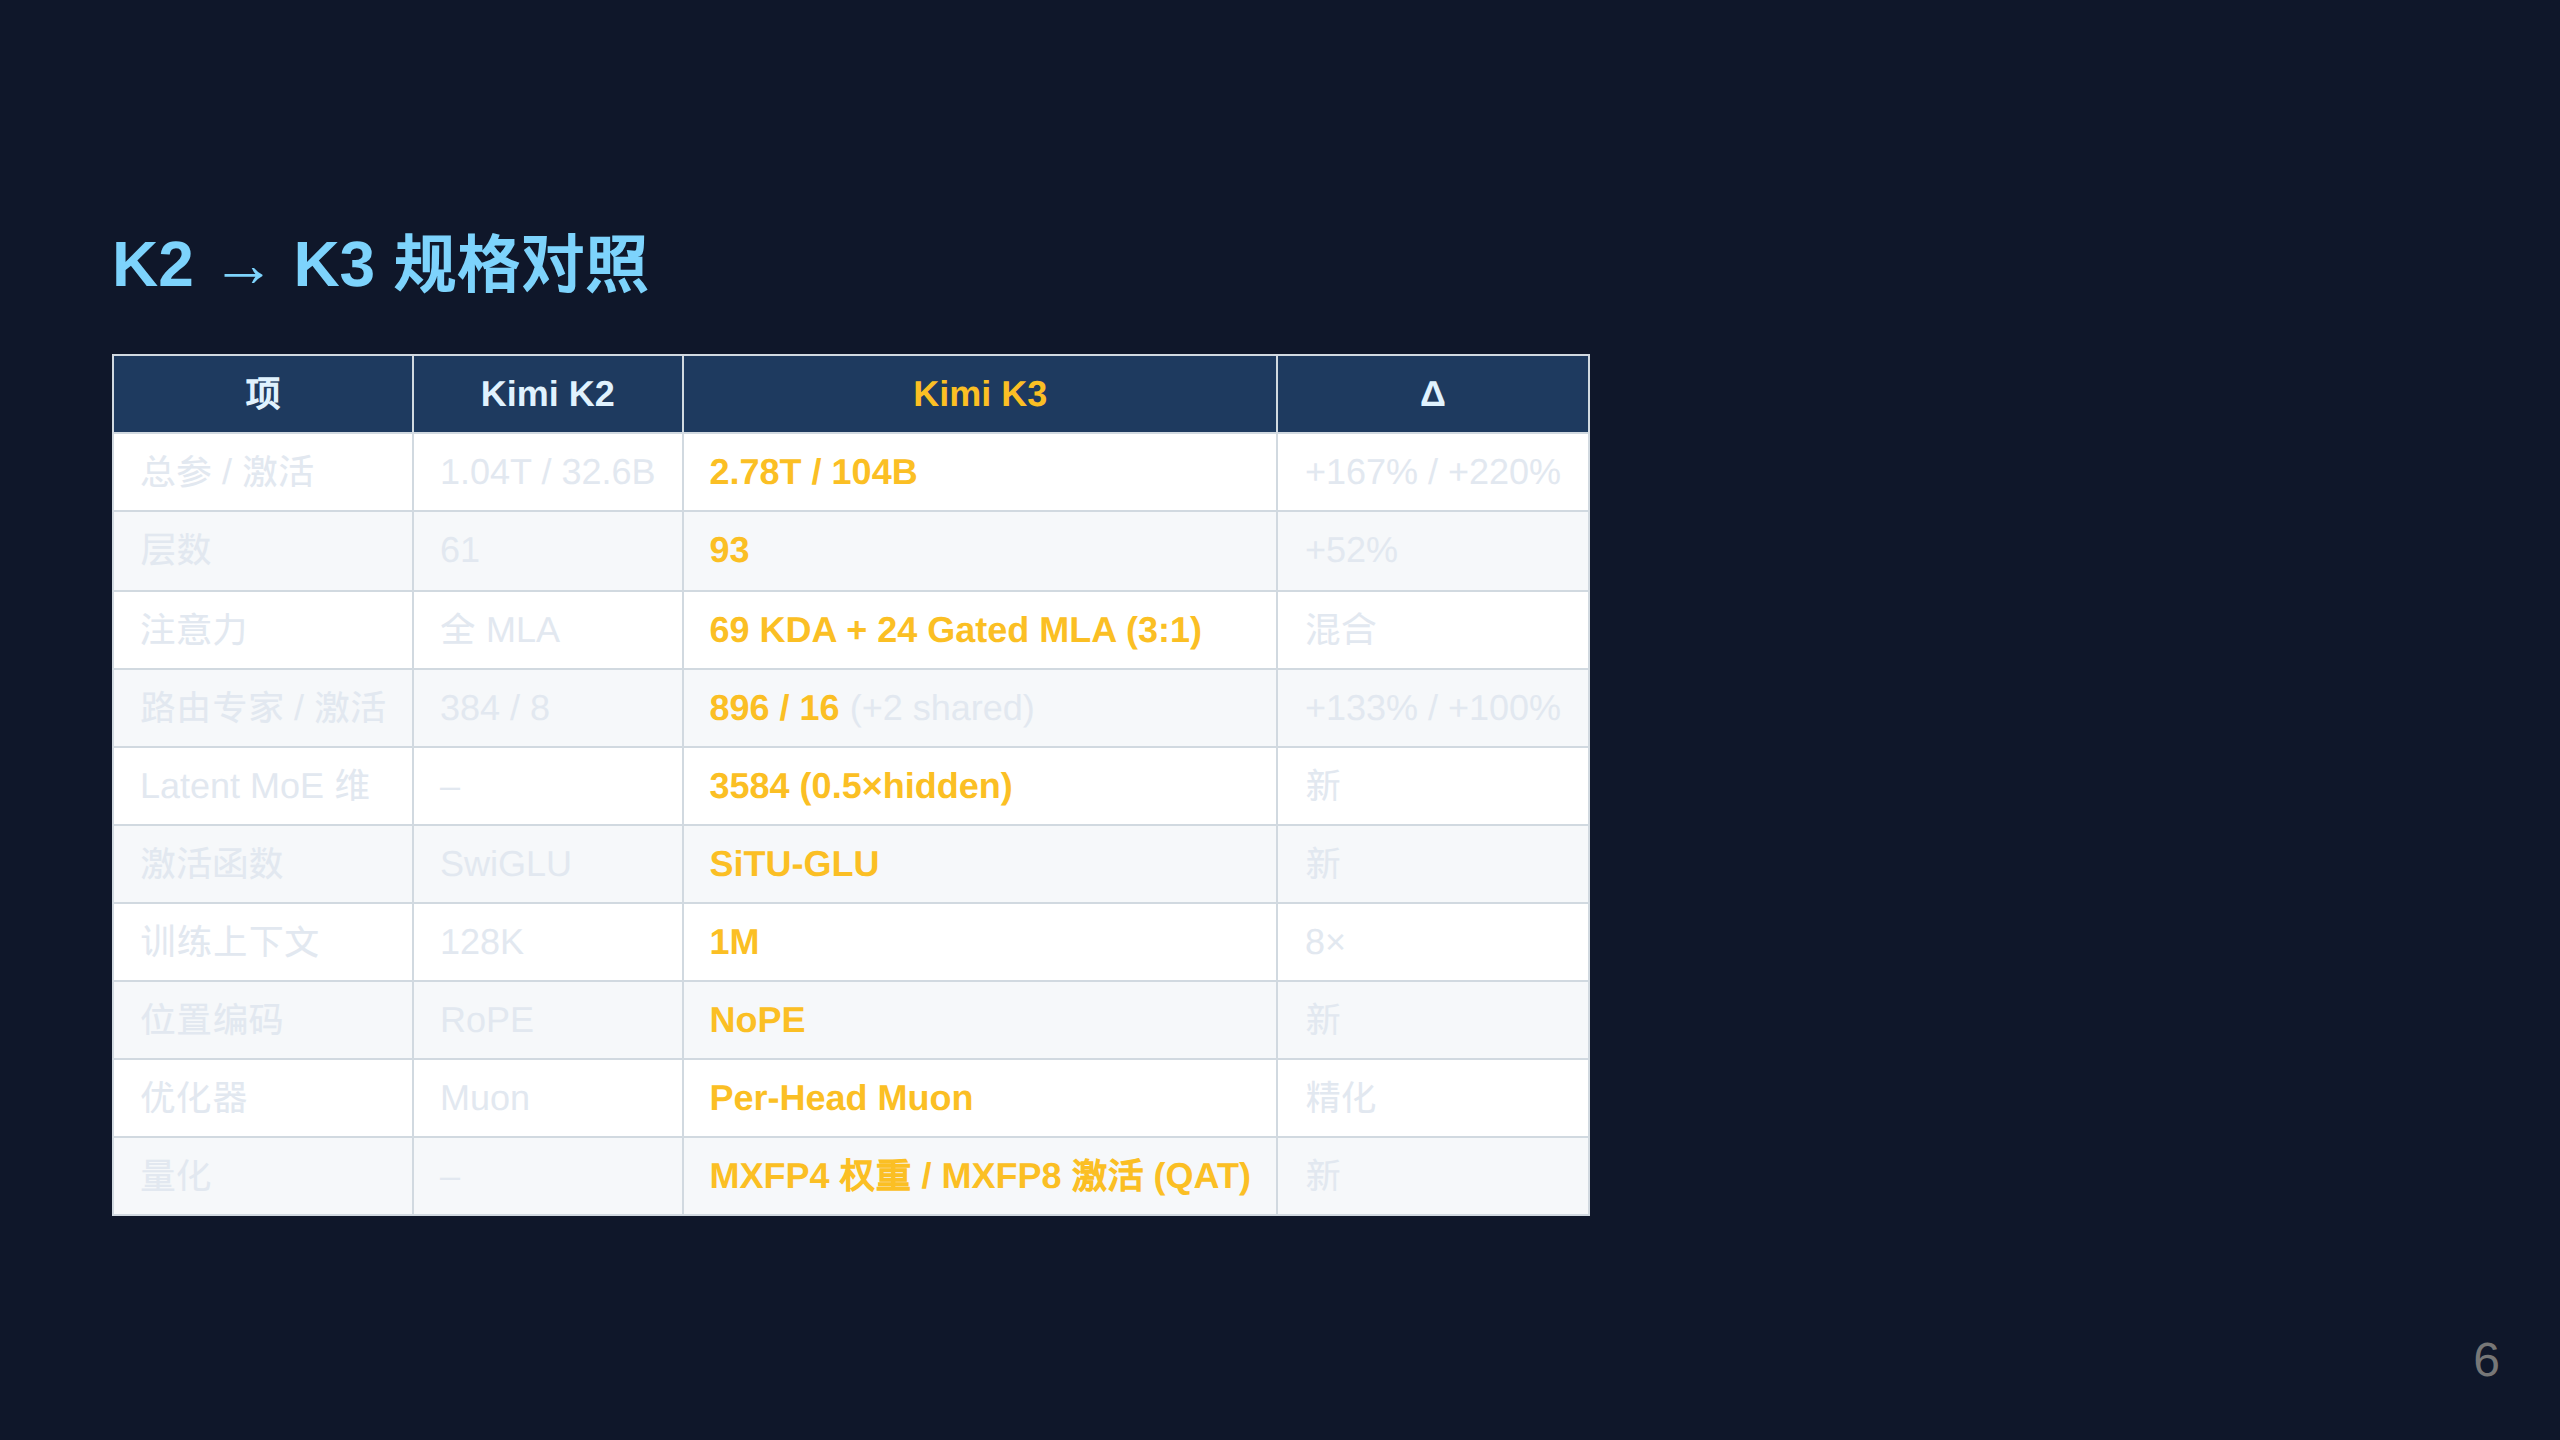 K2 → K3 规格对照
项 Kimi K2 Kimi K3 Δ
总参 / 激活 1.04T / 32.6B 2.78T / 104B +167% / +220%
层数 61 93 +52%
注意力 全 MLA 69 KDA + 24 Gated MLA (3:1) 混合
路由专家 / 激活 384 / 8 896 / 16 (+2 shared) +133% / +100%
Latent MoE 维 – 3584 (0.5×hidden) 新
激活函数 SwiGLU SiTU-GLU 新
训练上下文 128K 1M 8×
位置编码 RoPE NoPE 新
优化器 Muon Per-Head Muon 精化
量化 – MXFP4 权重 / MXFP8 激活 (QAT) 新
6